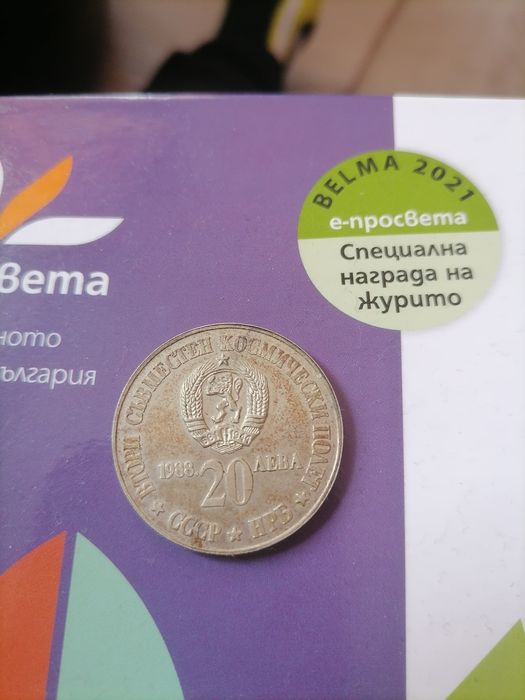 BELMA 2021
е-просвета
Специална
награда на
журито
вета
ното
ългария
ВТОРИ СЪВМЕСТЕН КОСМИЧЕСКИ ПОЛЕТ
1988. 20 ЛЕВА
СССР ★ НРБ